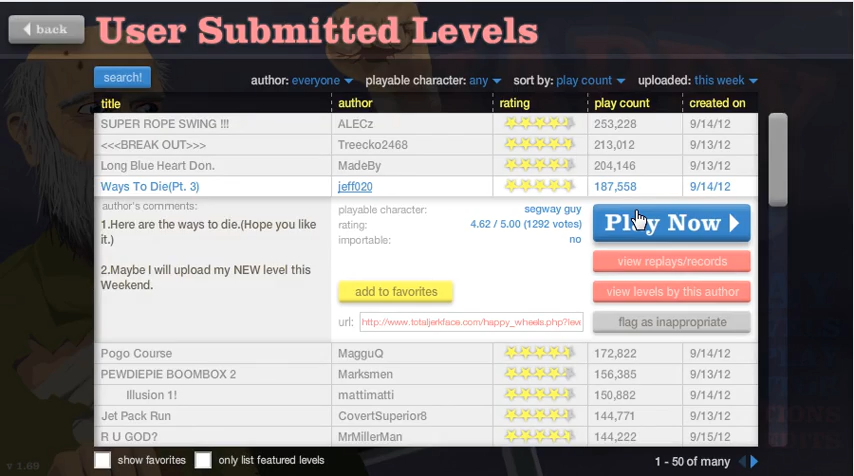 back
User Submitted Levels
search!
author: everyone playable character: any sort by: play count uploaded: this week
title author rating play count created on
SUPER ROPE SWING !!! ALECz 253,228 9/14/12
<<<BREAK OUT>>> Treecko2468 213,012 9/13/12
Long Blue Heart Don. MadeBy 204,146 9/13/12
Ways To Die(Pt. 3) jeff020 187,558 9/14/12
author's comments:
1.Here are the ways to die.(Hope you like
it.)
2.Maybe I will upload my NEW level this
Weekend.
playable character: segway guy
rating: 4.62 / 5.00 (1292 votes)
importable: no
add to favorites
url: http://www.totaljerkface.com/happy_wheels.php?leve
Play Now
view replays/records
view levels by this author
flag as inappropriate
Pogo Course MagguQ 172,822 9/14/12
PEWDIEPIE BOOMBOX 2 Marksmen 156,385 9/13/12
Illusion 1! mattimatti 150,882 9/14/12
Jet Pack Run CovertSuperior8 144,771 9/13/12
R U GOD? MrMillerMan 144,222 9/15/12
show favorites only list featured levels 1 - 50 of many
v 1.69